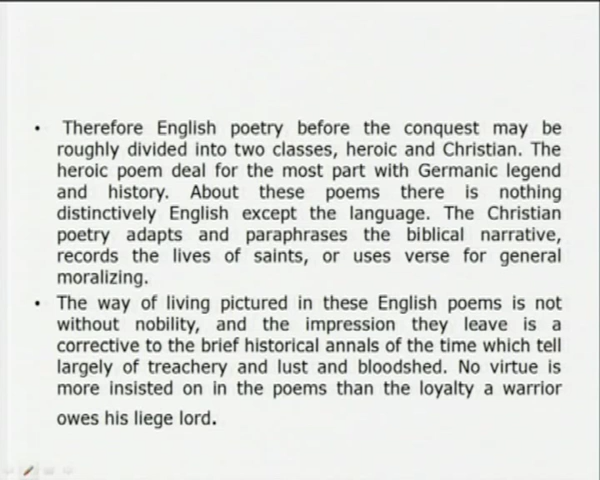 • Therefore English poetry before the conquest may be
roughly divided into two classes, heroic and Christian. The
heroic poem deal for the most part with Germanic legend
and history. About these poems there is nothing
distinctively English except the language. The Christian
poetry adapts and paraphrases the biblical narrative,
records the lives of saints, or uses verse for general
moralizing.
• The way of living pictured in these English poems is not
without nobility, and the impression they leave is a
corrective to the brief historical annals of the time which tell
largely of treachery and lust and bloodshed. No virtue is
more insisted on in the poems than the loyalty a warrior
owes his liege lord.